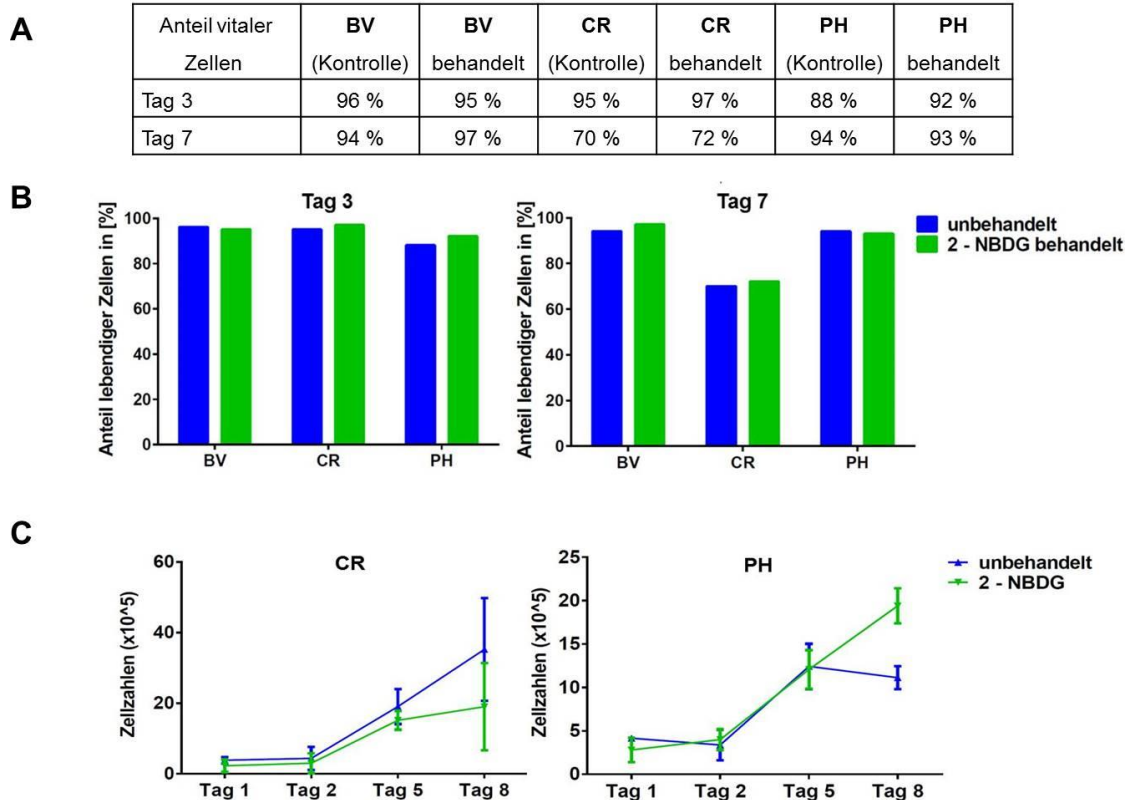 A
Anteil vitaler Zellen BV (Kontrolle) BV behandelt CR (Kontrolle) CR behandelt PH (Kontrolle) PH behandelt
Tag 3 96 % 95 % 95 % 97 % 88 % 92 %
Tag 7 94 % 97 % 70 % 72 % 94 % 93 %
B
Tag 3
Anteil lebendiger Zellen in [%]
100
80
60
40
20
0
BV CR PH
Tag 7
Anteil lebendiger Zellen in [%]
100
80
60
40
20
0
BV CR PH
unbehandelt
2 - NBDG behandelt
C
CR
Zellzahlen (x10^5)
60
40
20
0
Tag 1 Tag 2 Tag 5 Tag 8
PH
Zellzahlen (x10^5)
25
20
15
10
5
0
Tag 1 Tag 2 Tag 5 Tag 8
unbehandelt
2 - NBDG